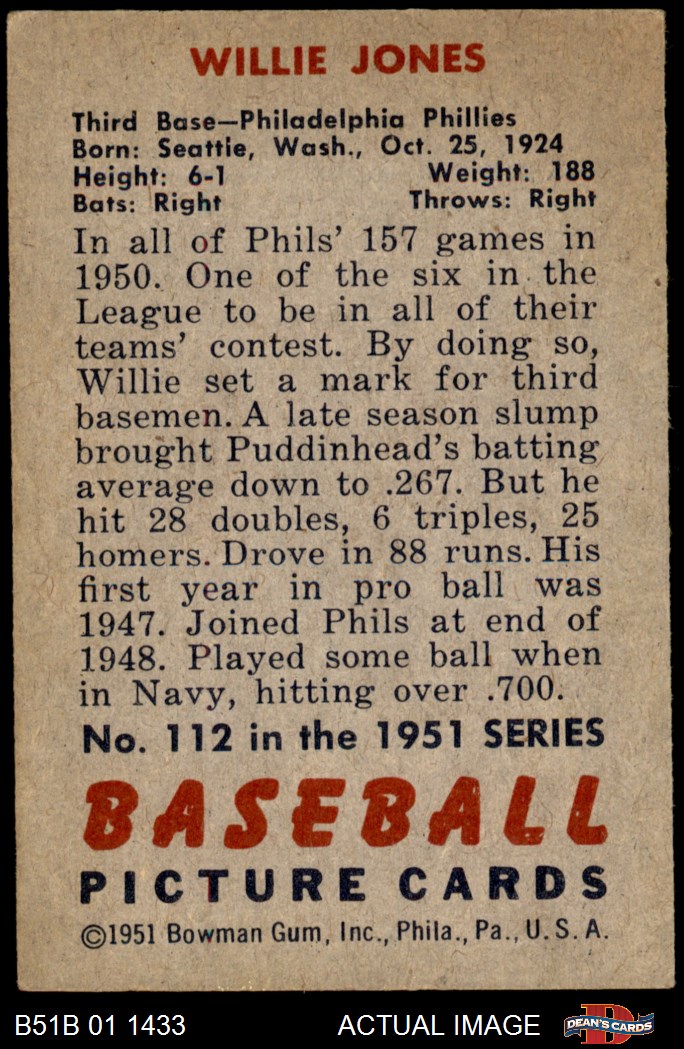 WILLIE JONES
Third Base—Philadelphia Phillies
Born: Seattle, Wash., Oct. 25, 1924
Height: 6-1 Weight: 188
Bats: Right Throws: Right
In all of Phils' 157 games in
1950. One of the six in the
League to be in all of their
teams' contest. By doing so,
Willie set a mark for third
basemen. A late season slump
brought Puddinhead's batting
average down to .267. But he
hit 28 doubles, 6 triples, 25
homers. Drove in 88 runs. His
first year in pro ball was
1947. Joined Phils at end of
1948. Played some ball when
in Navy, hitting over .700.
No. 112 in the 1951 SERIES
BASEBALL
PICTURE CARDS
©1951 Bowman Gum, Inc., Phila., Pa., U.S.A.
B51B 01 1433 ACTUAL IMAGE D DEAN'S CARDS